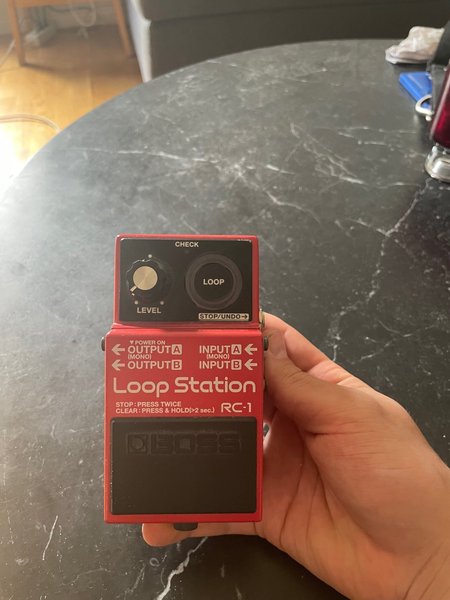 CHECK
LOOP
LEVEL
STOP/UNDO→
▼POWER ON
←OUTPUT A ←INPUT A
(MONO) (MONO)
←OUTPUT B ←INPUT B
Loop Station
STOP : PRESS TWICE
CLEAR : PRESS & HOLD(>2 sec.) RC-1
BOSS